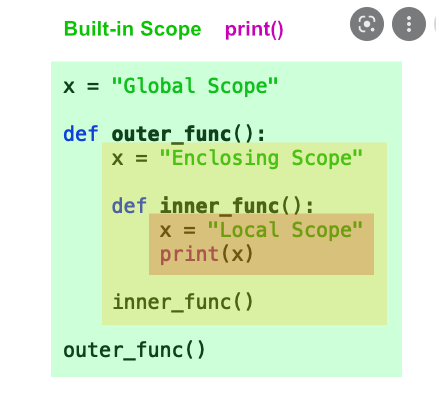 Built-in Scope print()
x = "Global Scope"
def outer_func():
x = "Enclosing Scope"
def inner_func():
x = "Local Scope"
print(x)
inner_func()
outer_func()